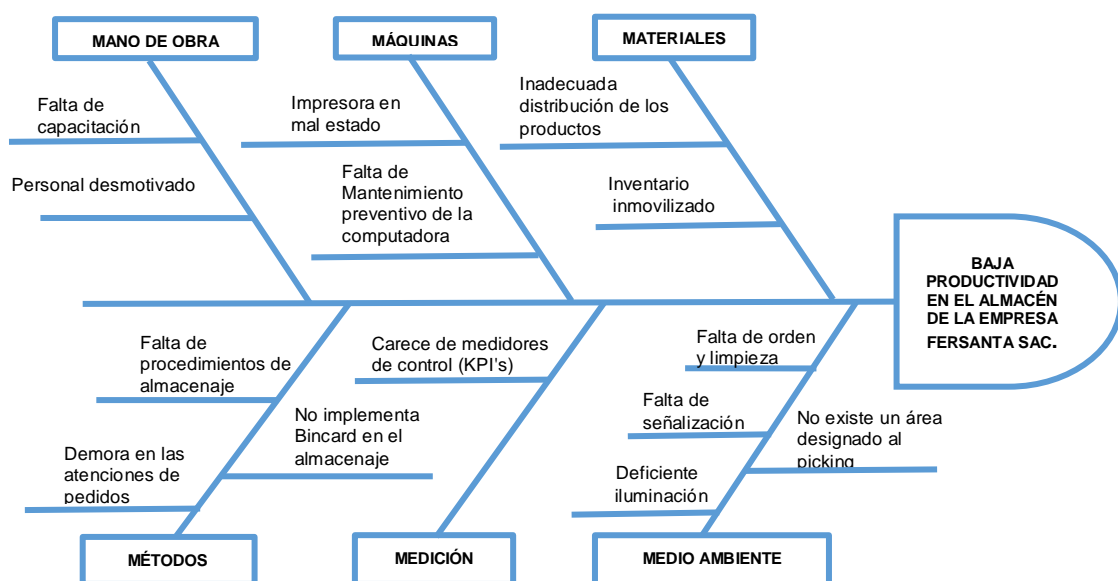 MANO DE OBRA
MÁQUINAS
MATERIALES
Falta de
capacitación
Personal desmotivado
Impresora en
mal estado
Falta de
Mantenimiento
preventivo de la
computadora
Inadecuada
distribución de los
productos
Inventario
inmovilizado
BAJA
PRODUCTIVIDAD
EN EL ALMACÉN
DE LA EMPRESA
FERSANTA SAC.
Falta de
procedimientos de
almacenaje
No implementa
Bincard en el
almacenaje
Demora en las
atenciones de
pedidos
Carece de medidores
de control (KPI's)
Falta de orden
y limpieza
Falta de
señalización
No existe un área
designado al
picking
Deficiente
iluminación
MÉTODOS
MEDICIÓN
MEDIO AMBIENTE